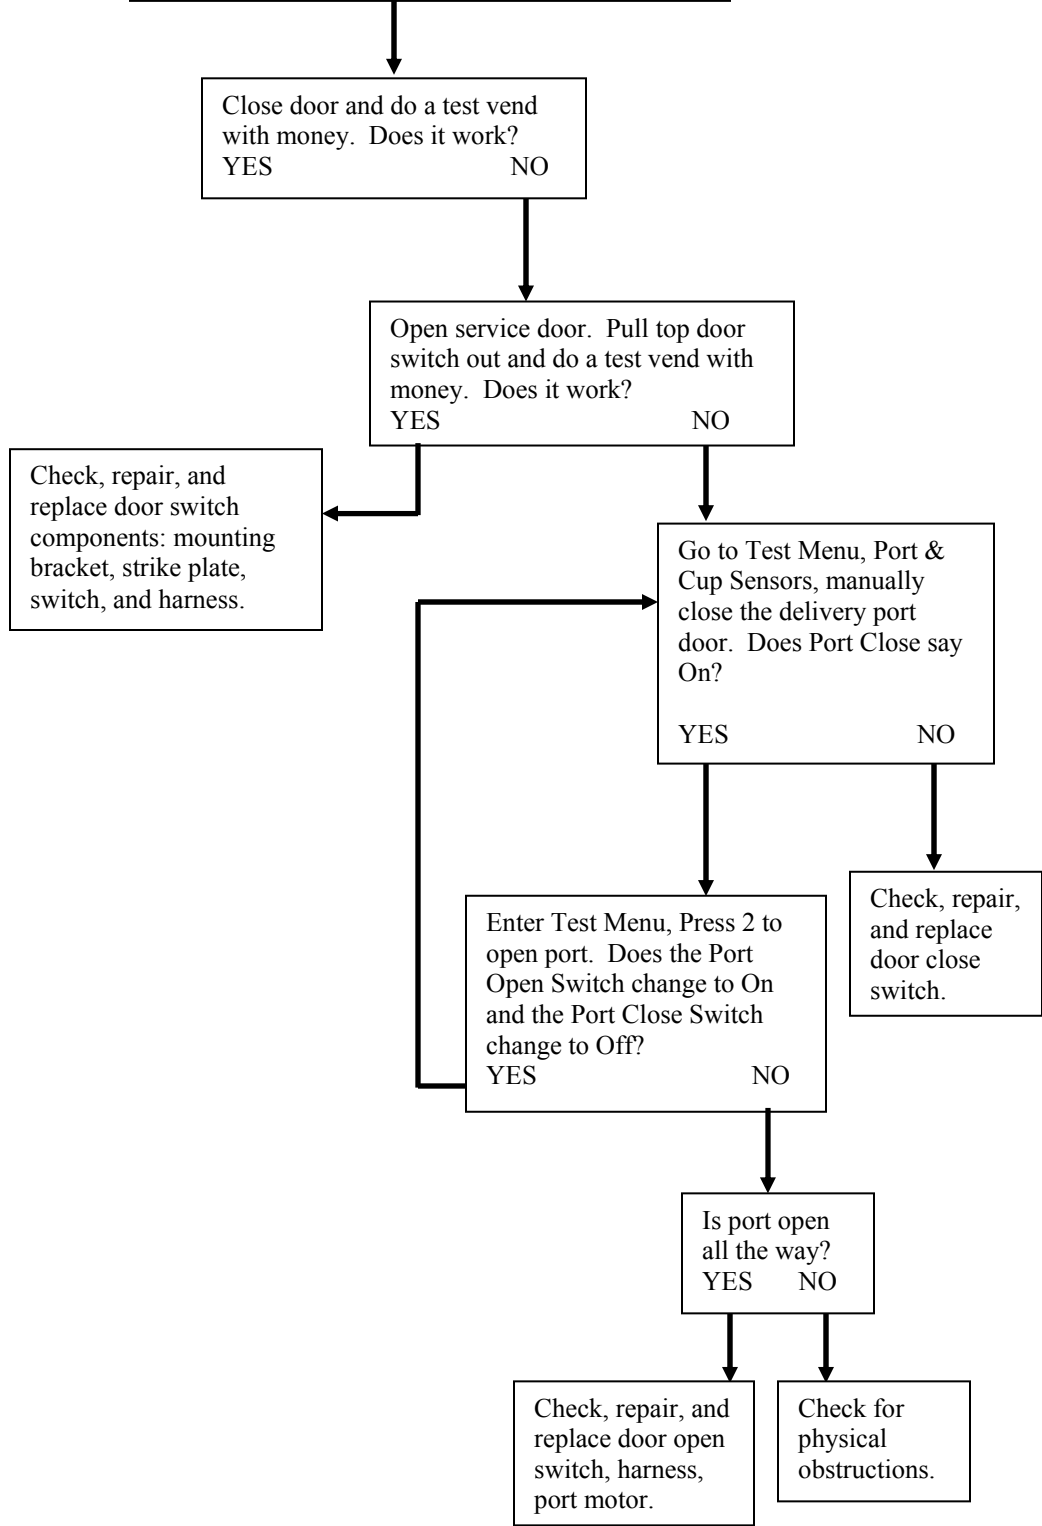 Close door and do a test vend
with money.  Does it work?
YES NO
Open service door.  Pull top door
switch out and do a test vend with
money.  Does it work?
YES NO
Check, repair, and
replace door switch
components: mounting
bracket, strike plate,
switch, and harness.
Go to Test Menu, Port &
Cup Sensors, manually
close the delivery port
door.  Does Port Close say
On?
YES NO
Check, repair,
and replace
door close
switch.
Enter Test Menu, Press 2 to
open port.  Does the Port
Open Switch change to On
and the Port Close Switch
change to Off?
YES NO
Is port open
all the way?
YES NO
Check, repair, and
replace door open
switch, harness,
port motor.
Check for
physical
obstructions.